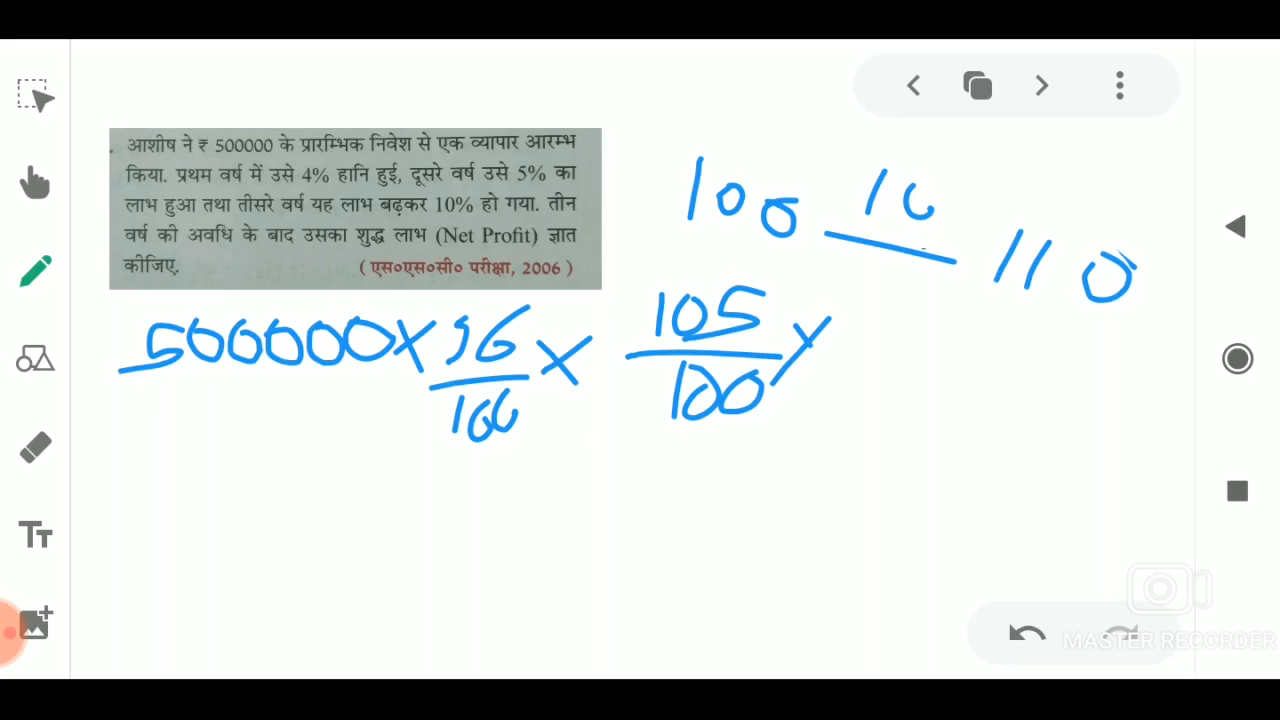 . आशीष ने ₹ 500000 के प्रारम्भिक निवेश से एक व्यापार आरम्भ
किया. प्रथम वर्ष में उसे 4% हानि हुई, दूसरे वर्ष उसे 5% का
लाभ हुआ तथा तीसरे वर्ष यह लाभ बढ़कर 10% हो गया. तीन
वर्ष की अवधि के बाद उसका शुद्ध लाभ (Net Profit) ज्ञात
कीजिए. (एस०एस०सी० परीक्षा, 2006)
100 10 110
500000 × 96/100 × 105/100 ×
TT
MASTER RECORDER